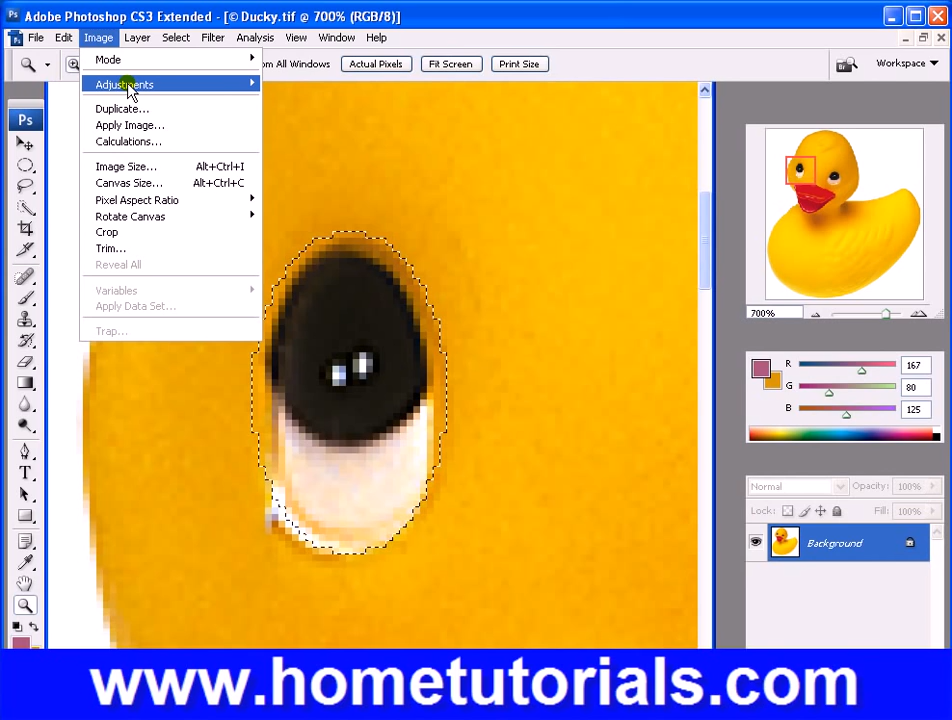 Adobe Photoshop CS3 Extended - [© Ducky.tif @ 700% (RGB/8)]
File Edit Image Layer Select Filter Analysis View Window Help
om All Windows Actual Pixels Fit Screen Print Size Workspace
Mode
Adjustments
Duplicate...
Apply Image...
Calculations...
Image Size... Alt+Ctrl+I
Canvas Size... Alt+Ctrl+C
Pixel Aspect Ratio
Rotate Canvas
Crop
Trim...
Reveal All
Variables
Apply Data Set...
Trap...
Ps
T
700%
R 167
G 80
B 125
Normal Opacity: 100%
Lock: Fill: 100%
Background
www.hometutorials.com